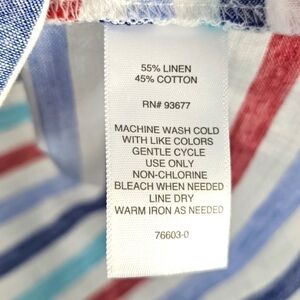 55% LINEN
45% COTTON
RN# 93677
MACHINE WASH COLD
WITH LIKE COLORS
GENTLE CYCLE
USE ONLY
NON-CHLORINE
BLEACH WHEN NEEDED
LINE DRY
WARM IRON AS NEEDED
76603-0